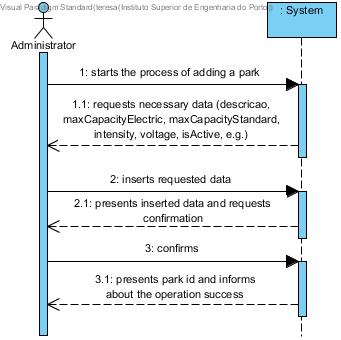 Visual Paradigm Standard(teresa(Instituto Superior de Engenharia do Porto))
: System
Administrator
1: starts the process of adding a park
1.1: requests necessary data (descricao,
maxCapacityElectric, maxCapacityStandard,
intensity, voltage, isActive, e.g.)
2: inserts requested data
2.1: presents inserted data and requests
confirmation
3: confirms
3.1: presents park id and informs
about the operation success